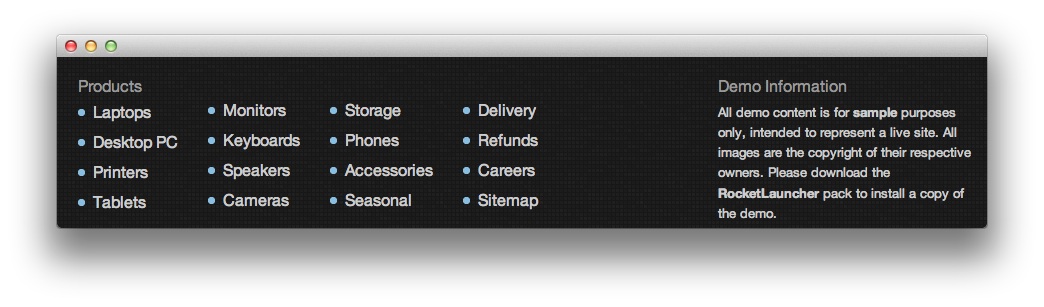 Products
Laptops
Desktop PC
Printers
Tablets
Monitors
Keyboards
Speakers
Cameras
Storage
Phones
Accessories
Seasonal
Delivery
Refunds
Careers
Sitemap
Demo Information
All demo content is for sample purposes
only, intended to represent a live site. All
images are the copyright of their respective
owners. Please download the
RocketLauncher pack to install a copy of
the demo.